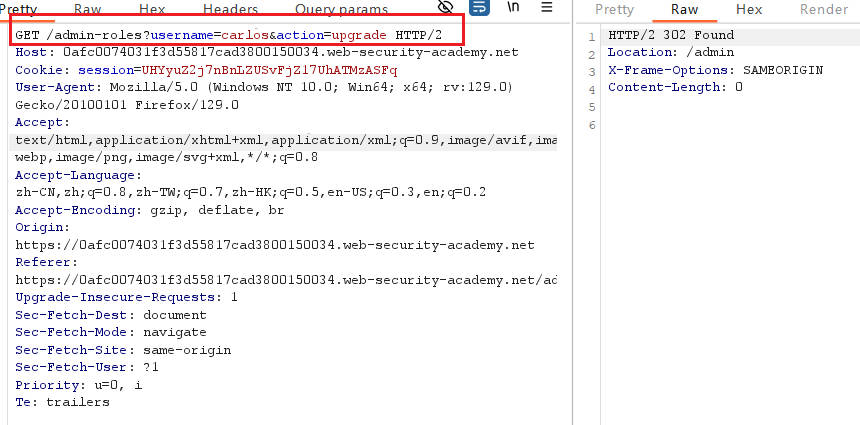 Pretty Raw Hex Headers Query params \n
GET /admin-roles?username=carlos&action=upgrade HTTP/2
Host: 0afc0074031f3d55817cad3800150034.web-security-academy.net
Cookie: session=UHYyuZ2j7nBnLZUSvFjZ17UhATMzASFq
User-Agent: Mozilla/5.0 (Windows NT 10.0; Win64; x64; rv:129.0)
Gecko/20100101 Firefox/129.0
Accept:
text/html,application/xhtml+xml,application/xml;q=0.9,image/avif,ima
webp,image/png,image/svg+xml,*/*;q=0.8
Accept-Language:
zh-CN,zh;q=0.8,zh-TW;q=0.7,zh-HK;q=0.5,en-US;q=0.3,en;q=0.2
Accept-Encoding: gzip, deflate, br
Origin:
https://0afc0074031f3d55817cad3800150034.web-security-academy.net
Referer:
https://0afc0074031f3d55817cad3800150034.web-security-academy.net/ad
Upgrade-Insecure-Requests: 1
Sec-Fetch-Dest: document
Sec-Fetch-Mode: navigate
Sec-Fetch-Site: same-origin
Sec-Fetch-User: ?1
Priority: u=0, i
Te: trailers
Pretty Raw Hex Render
1 HTTP/2 302 Found
2 Location: /admin
3 X-Frame-Options: SAMEORIGIN
4 Content-Length: 0
5
6